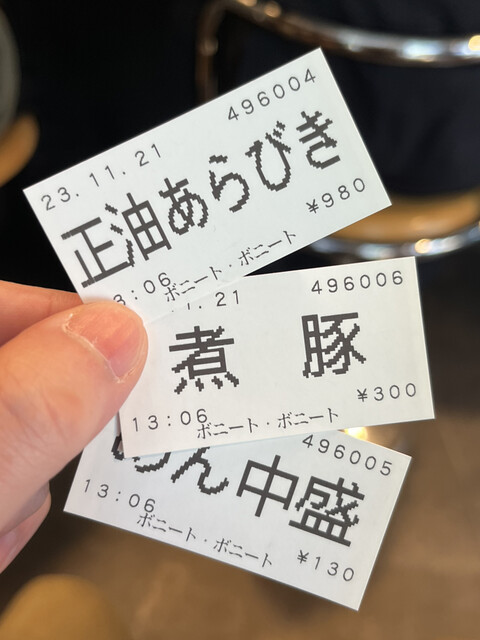 496004
23.11.21
正油あらびき
¥980
:06 ボニート・ボニート
.21 496006
煮 豚
¥300
13:06 ボニート・ボニート
496005
ん 中盛
13:06 ボニート・ボニート
¥130